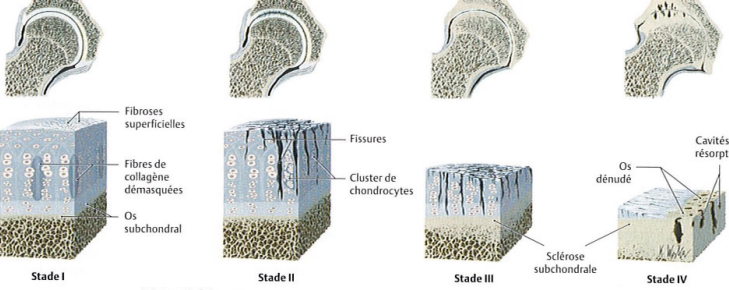 Fibroses
superficielles
Fibres de
collagène
démasquées
Os
subchondral
Stade I
Fissures
Cluster de
chondrocytes
Stade II
Sclérose
subchondrale
Stade III
Os
dénudé
Cavités
résorpt
Stade IV